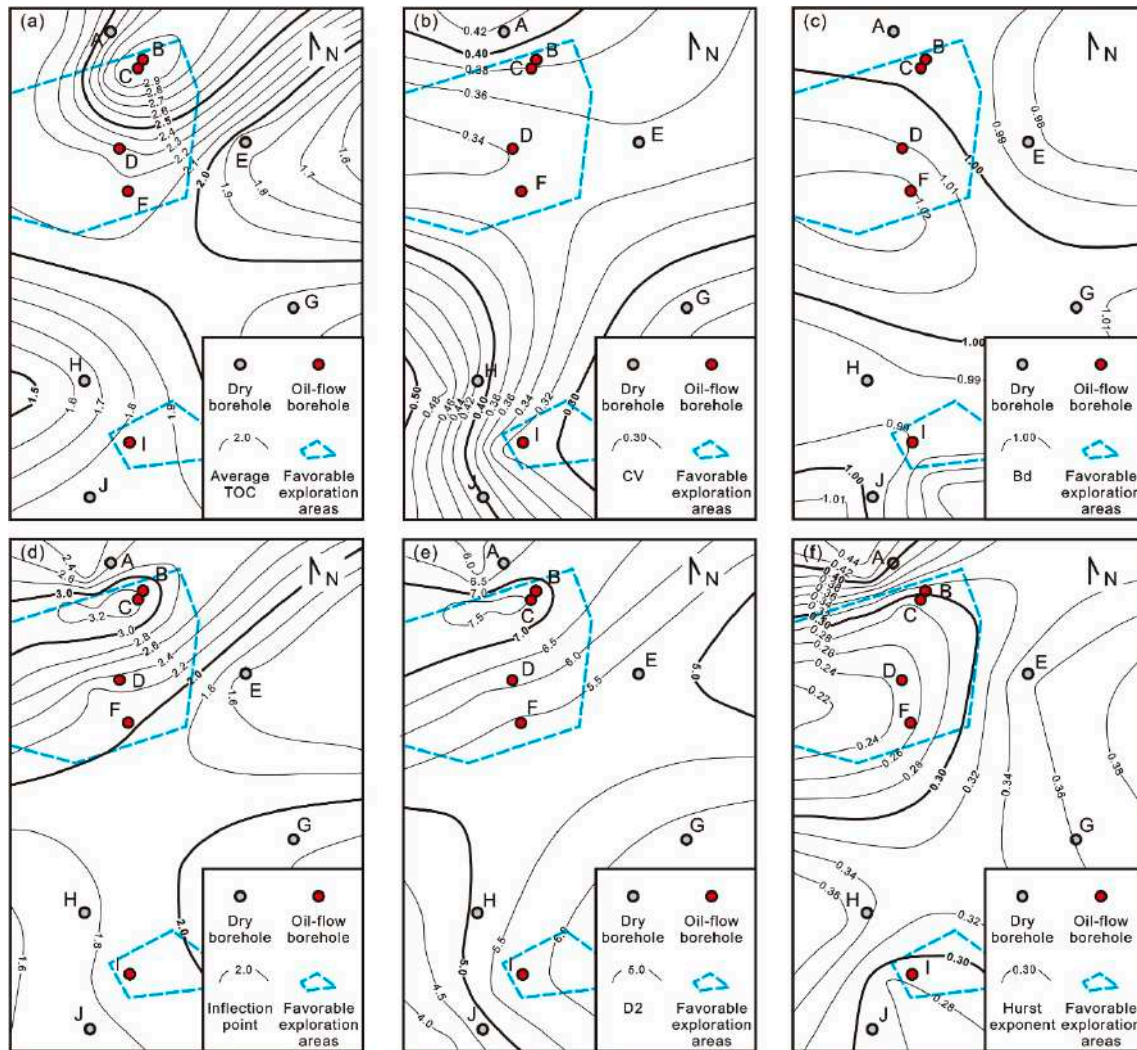 (a)
A
B
C
N
2.8
2.7
2.6
2.5
2.4
2.3
2.1
D
E
2.0
1.6
1.7
1.8
1.9
F
G
H
1.5
1.6
1.7
1.8
I
J
Dry borehole
Oil-flow borehole
2.0
Average TOC
Favorable exploration areas
(b)
0.42
A
0.40
0.38
B
C
N
0.36
0.34
D
E
F
G
0.50
0.48
0.46
0.44
0.42
0.40
0.38
0.36
0.34
0.32
0.30
H
I
J
Dry borehole
Oil-flow borehole
0.30
CV
Favorable exploration areas
(c)
A
B
C
N
0.98
0.99
1.00
D
E
1.01
F
1.02
G
1.01
1.00
H
0.99
0.98
I
1.00
1.01
J
Dry borehole
Oil-flow borehole
1.00
Bd
Favorable exploration areas
(d)
2.4
2.6
A
3.0
B
C
N
3.2
3.0
2.8
2.6
2.4
2.2
2.0
1.8
D
E
1.6
F
G
H
1.6
1.8
2.0
I
J
Dry borehole
Oil-flow borehole
2.0
Inflection point
Favorable exploration areas
(e)
6.0
A
6.5
7.0
B
C
N
7.5
7.0
6.5
6.0
5.5
5.0
D
E
F
G
H
5.0
5.5
6.0
4.5
4.0
I
J
Dry borehole
Oil-flow borehole
5.0
D2
Favorable exploration areas
(f)
0.44
0.42
0.40
0.38
0.36
0.34
A
B
C
N
0.30
0.28
0.26
0.24
0.22
D
E
F
0.24
0.26
0.28
0.30
0.32
0.34
0.36
0.38
G
0.34
0.36
H
0.32
0.30
0.28
I
J
Dry borehole
Oil-flow borehole
0.30
Hurst exponent
Favorable exploration areas